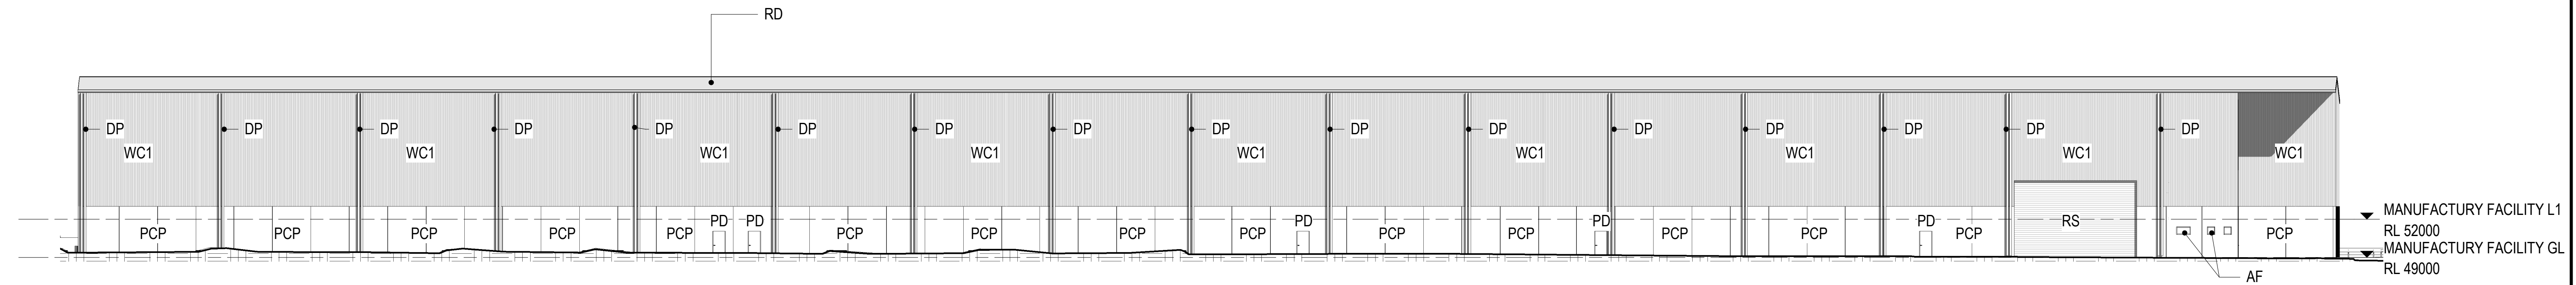 RD
DP DP DP DP DP DP DP DP DP DP DP DP DP DP DP DP
WC1 WC1 WC1 WC1 WC1 WC1 WC1 WC1 WC1
MANUFACTURY FACILITY L1
PD PD PD PD PD RS
RL 52000
PCP PCP PCP PCP PCP PCP PCP PCP PCP PCP PCP PCP PCP PCP
MANUFACTURY FACILITY GL
RL 49000
AF